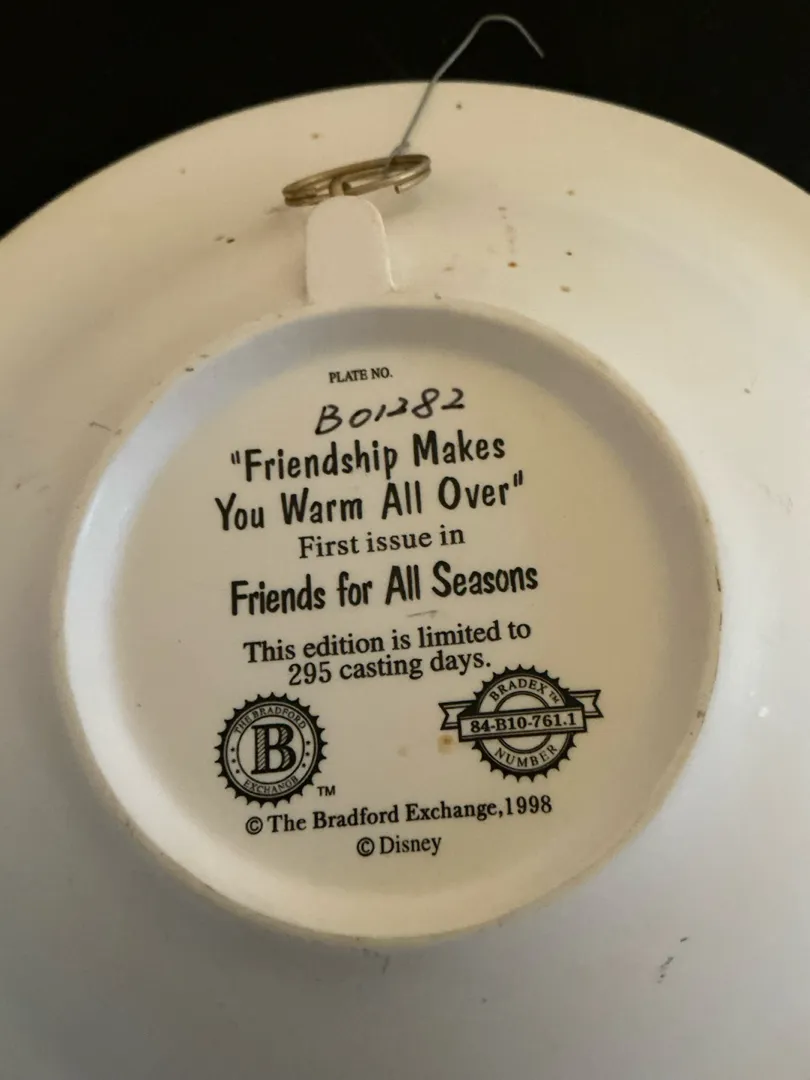 PLATE NO.
B01282
"Friendship Makes
You Warm All Over"
First issue in
Friends for All Seasons
This edition is limited to
295 casting days.
THE BRADFORD
B
EXCHANGE
TM
BRADEX TM
84-B10-761.1
NUMBER
© The Bradford Exchange, 1998
© Disney